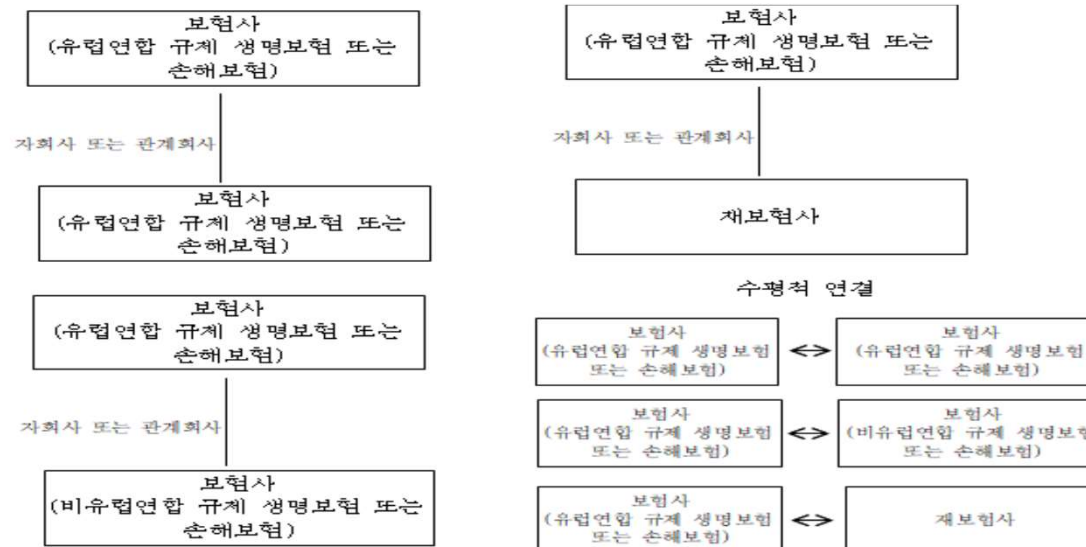 보험사
(유럽연합 규제 생명보험 또는
손해보험)
자회사 또는 관계회사
보험사
(유럽연합 규제 생명보험 또는
손해보험)
보험사
(유럽연합 규제 생명보험 또는
손해보험)
자회사 또는 관계회사
보험사
(비유럽연합 규제 생명보험 또는
손해보험)
보험사
(유럽연합 규제 생명보험 또는
손해보험)
자회사 또는 관계회사
재보험사
수평적 연결
보험사
(유럽연합 규제 생명보험
또는 손해보험)
보험사
(유럽연합 규제 생명보험
또는 손해보험)
보험사
(유럽연합 규제 생명보험
또는 손해보험)
보험사
(비유럽연합 규제 생명보험
또는 손해보험)
보험사
(유럽연합 규제 생명보험
또는 손해보험)
재보험사